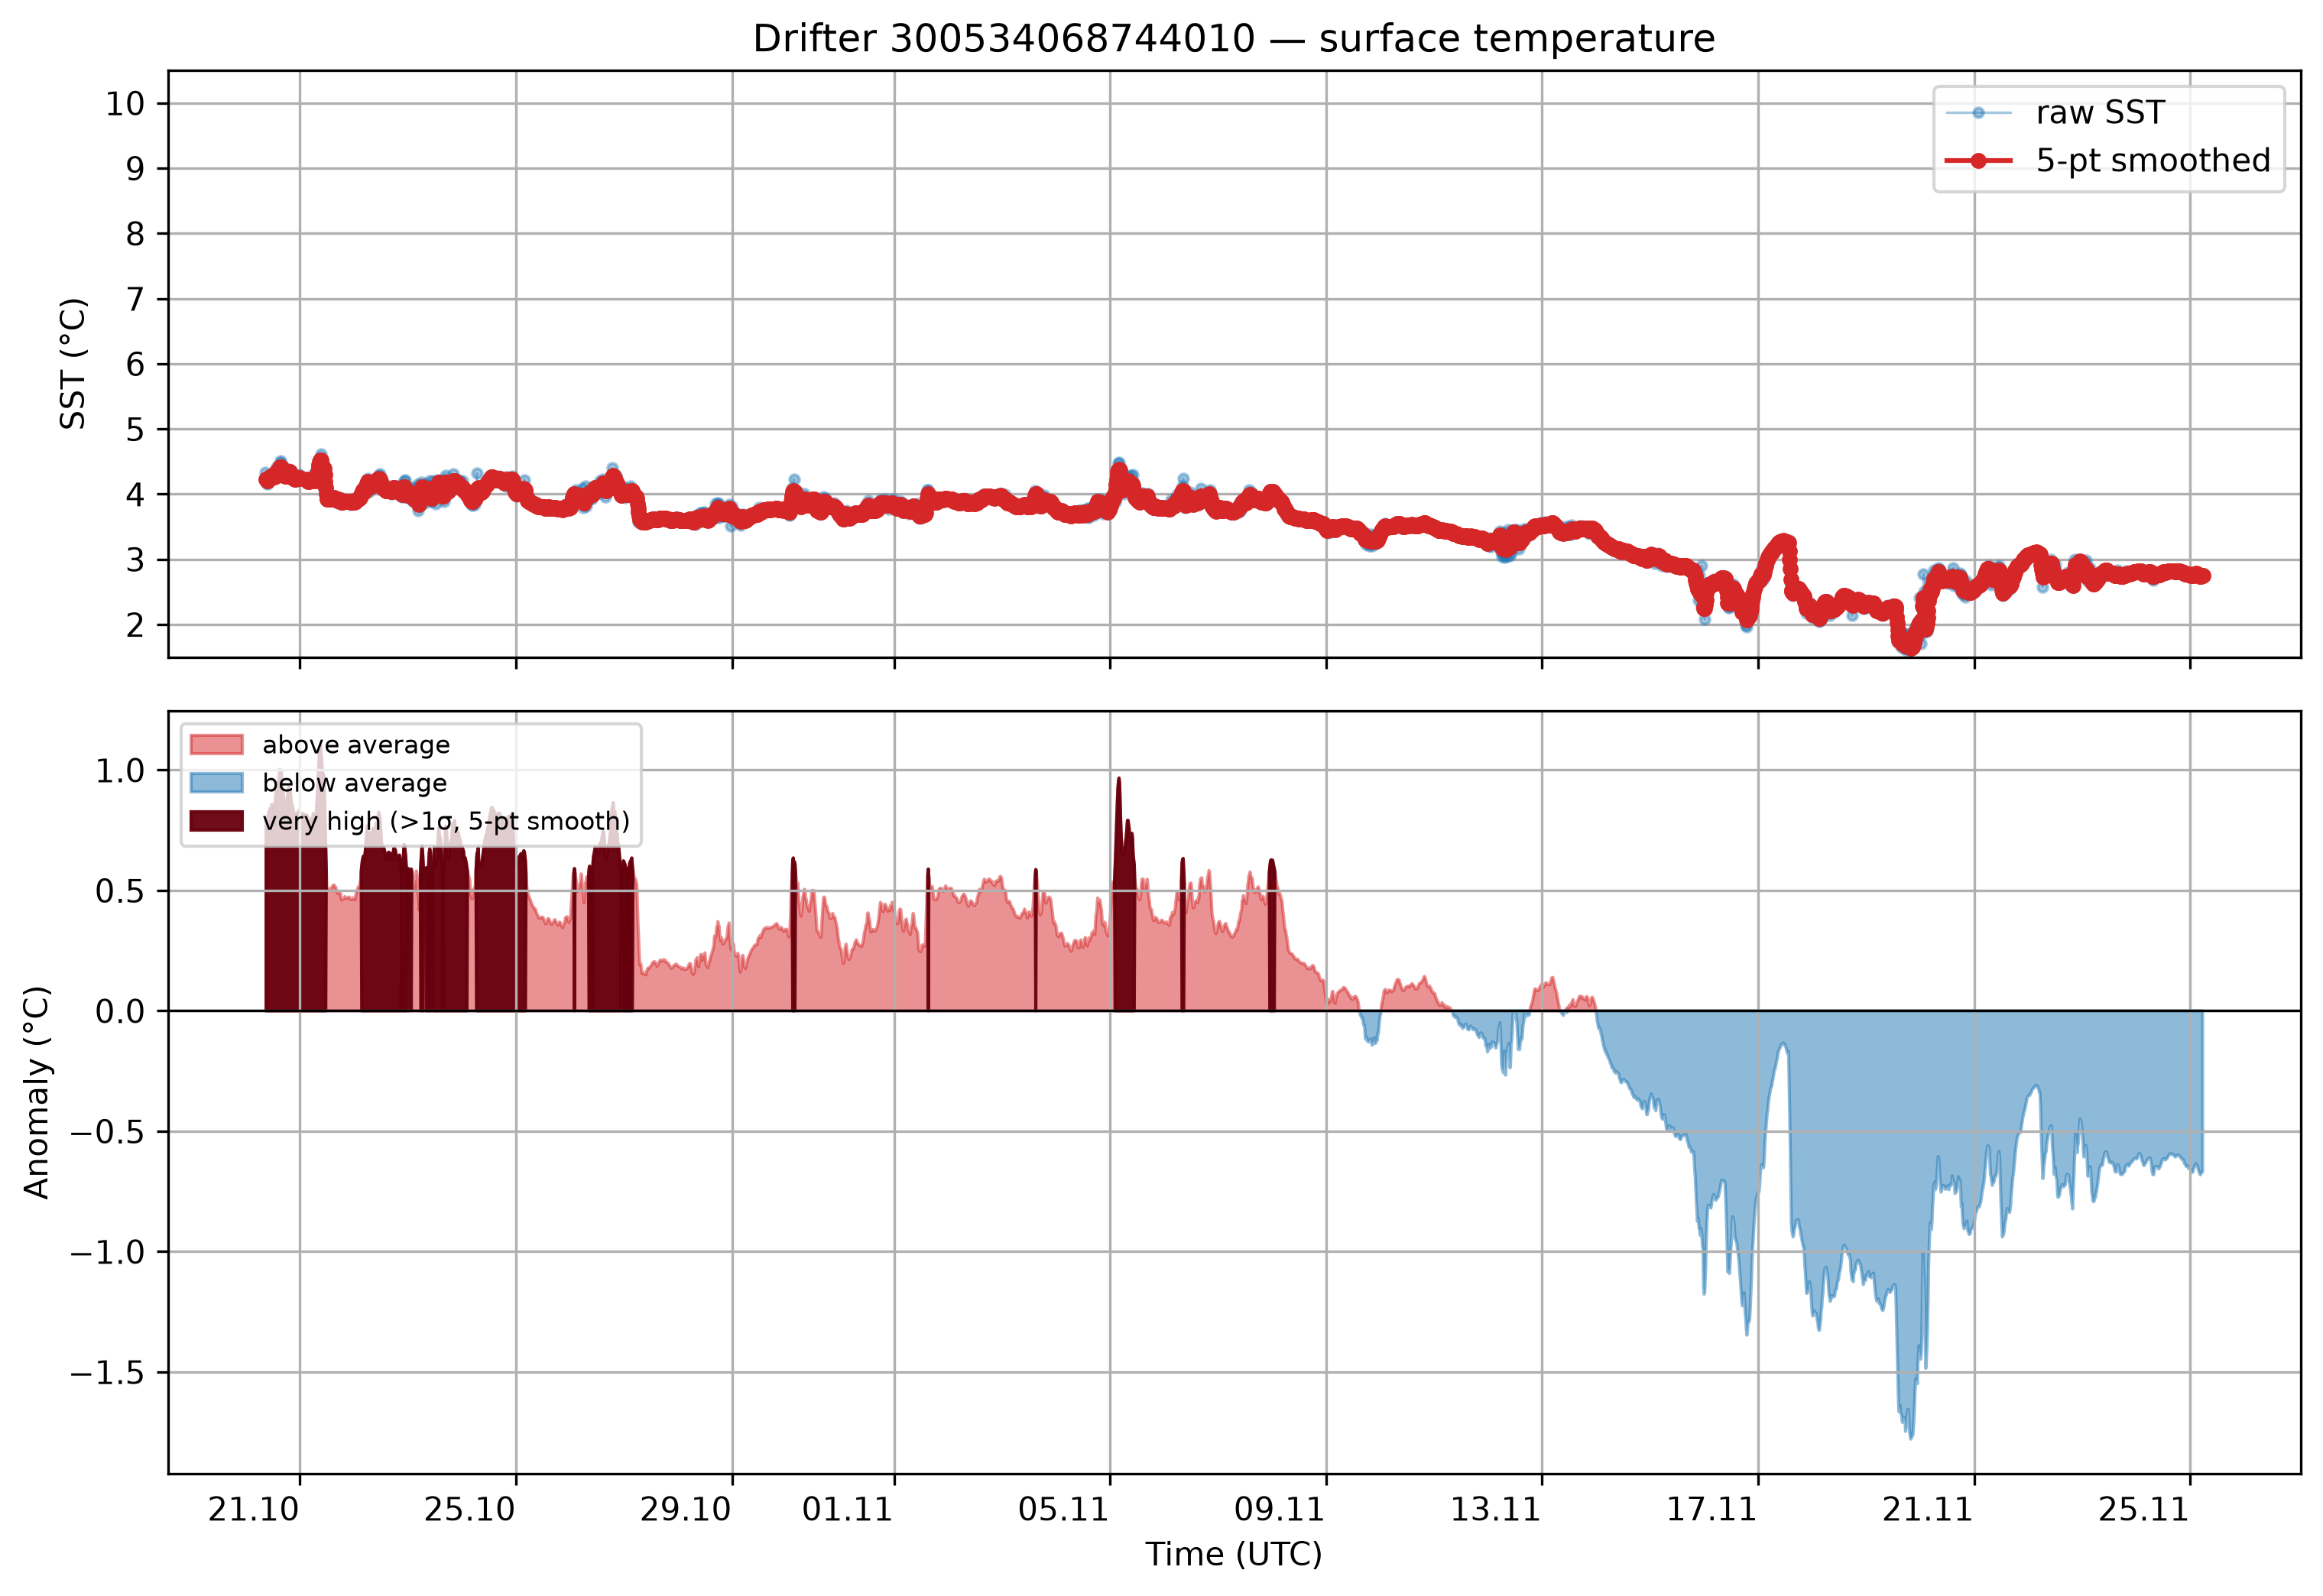 Drifter 300534068744010 — surface temperature
10
9
8
7
6
5
4
3
2
SST (°C)
raw SST
5-pt smoothed
1.0
0.5
0.0
−0.5
−1.0
−1.5
Anomaly (°C)
above average
below average
very high (>1σ, 5-pt smooth)
21.10 25.10 29.10 01.11 05.11 09.11 13.11 17.11 21.11 25.11
Time (UTC)